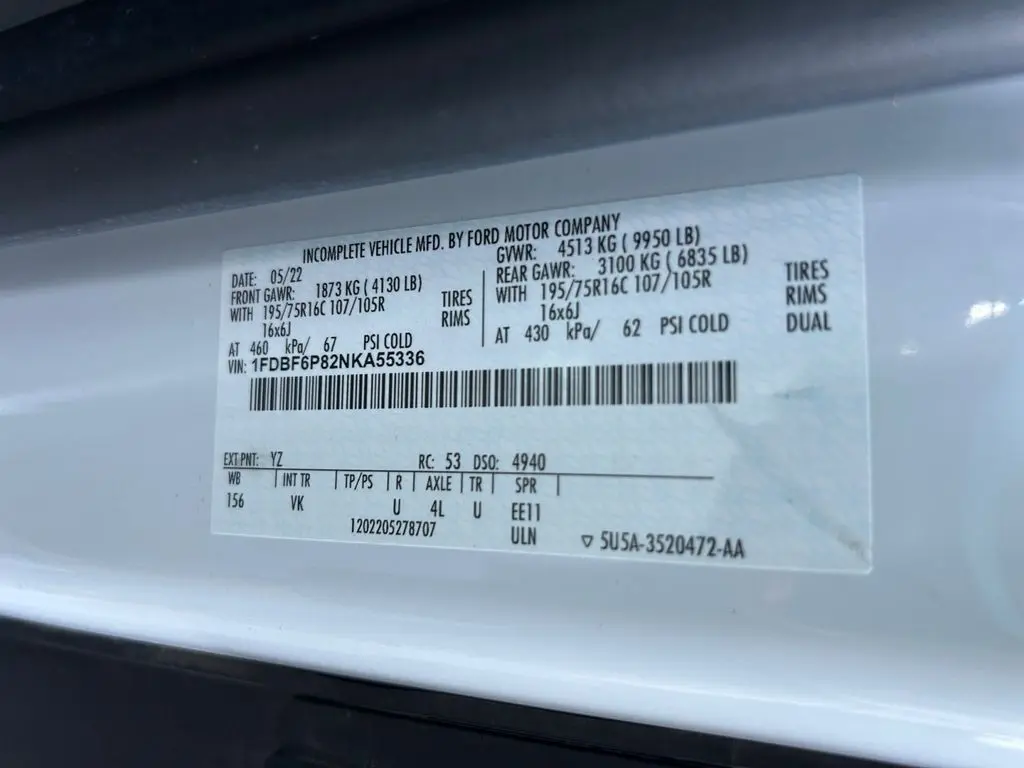 INCOMPLETE VEHICLE MFD. BY FORD MOTOR COMPANY
DATE: 05/22 GVWR: 4513 KG ( 9950 LB)
FRONT GAWR: 1873 KG ( 4130 LB) REAR GAWR: 3100 KG ( 6835 LB)
WITH 195/75R16C 107/105R TIRES WITH 195/75R16C 107/105R TIRES
16x6J RIMS 16x6J RIMS
AT 460 kPa/ 67 PSI COLD AT 430 kPa/ 62 PSI COLD DUAL
VIN: 1FDBF6P82NKA55336
EXT PNT: YZ RC: 53 DSO: 4940
WB INT TR TP/PS R AXLE TR SPR
156 VK U 4L U EE11
1202205278707 ULN ▽ 5U5A-3520472-AA